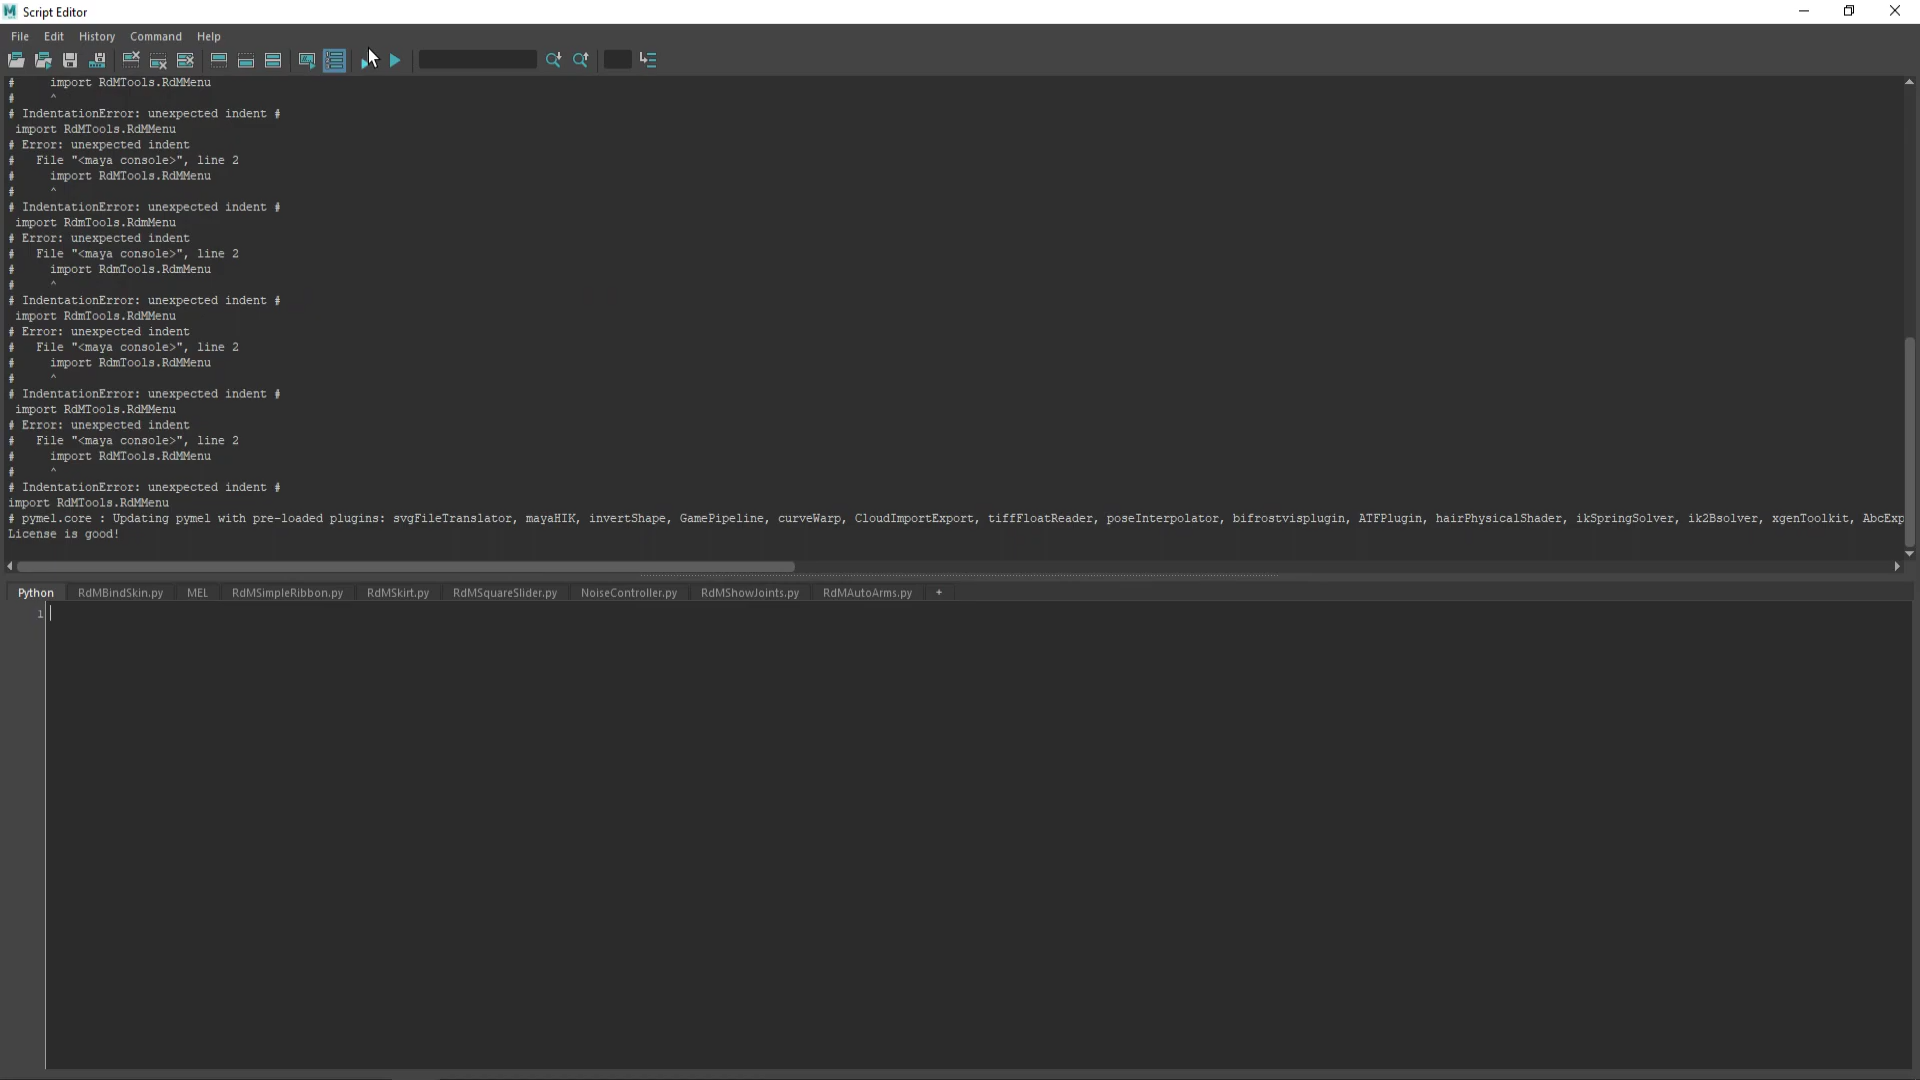 Script Editor
File Edit History Command Help
#     import RdMTools.RdMMenu
#     ^
# IndentationError: unexpected indent #
import RdMTools.RdMMenu
# Error: unexpected indent
#   File "<maya console>", line 2
#     import RdMTools.RdMMenu
#     ^
# IndentationError: unexpected indent #
import RdmTools.RdmMenu
# Error: unexpected indent
#   File "<maya console>", line 2
#     import RdmTools.RdmMenu
#     ^
# IndentationError: unexpected indent #
import RdmTools.RdMMenu
# Error: unexpected indent
#   File "<maya console>", line 2
#     import RdmTools.RdMMenu
#     ^
# IndentationError: unexpected indent #
import RdMTools.RdMMenu
# Error: unexpected indent
#   File "<maya console>", line 2
#     import RdMTools.RdMMenu
#     ^
# IndentationError: unexpected indent #
import RdMTools.RdMMenu
# pymel.core : Updating pymel with pre-loaded plugins: svgFileTranslator, mayaHIK, invertShape, GamePipeline, curveWarp, CloudImportExport, tiffFloatReader, poseInterpolator, bifrostvisplugin, ATFPlugin, hairPhysicalShader, ikSpringSolver, ik2Bsolver, xgenToolkit, AbcExp
License is good!
Python RdMBindSkin.py MEL RdMSimpleRibbon.py RdMSkirt.py RdMSquareSlider.py NoiseController.py RdMShowJoints.py RdMAutoArms.py +
1